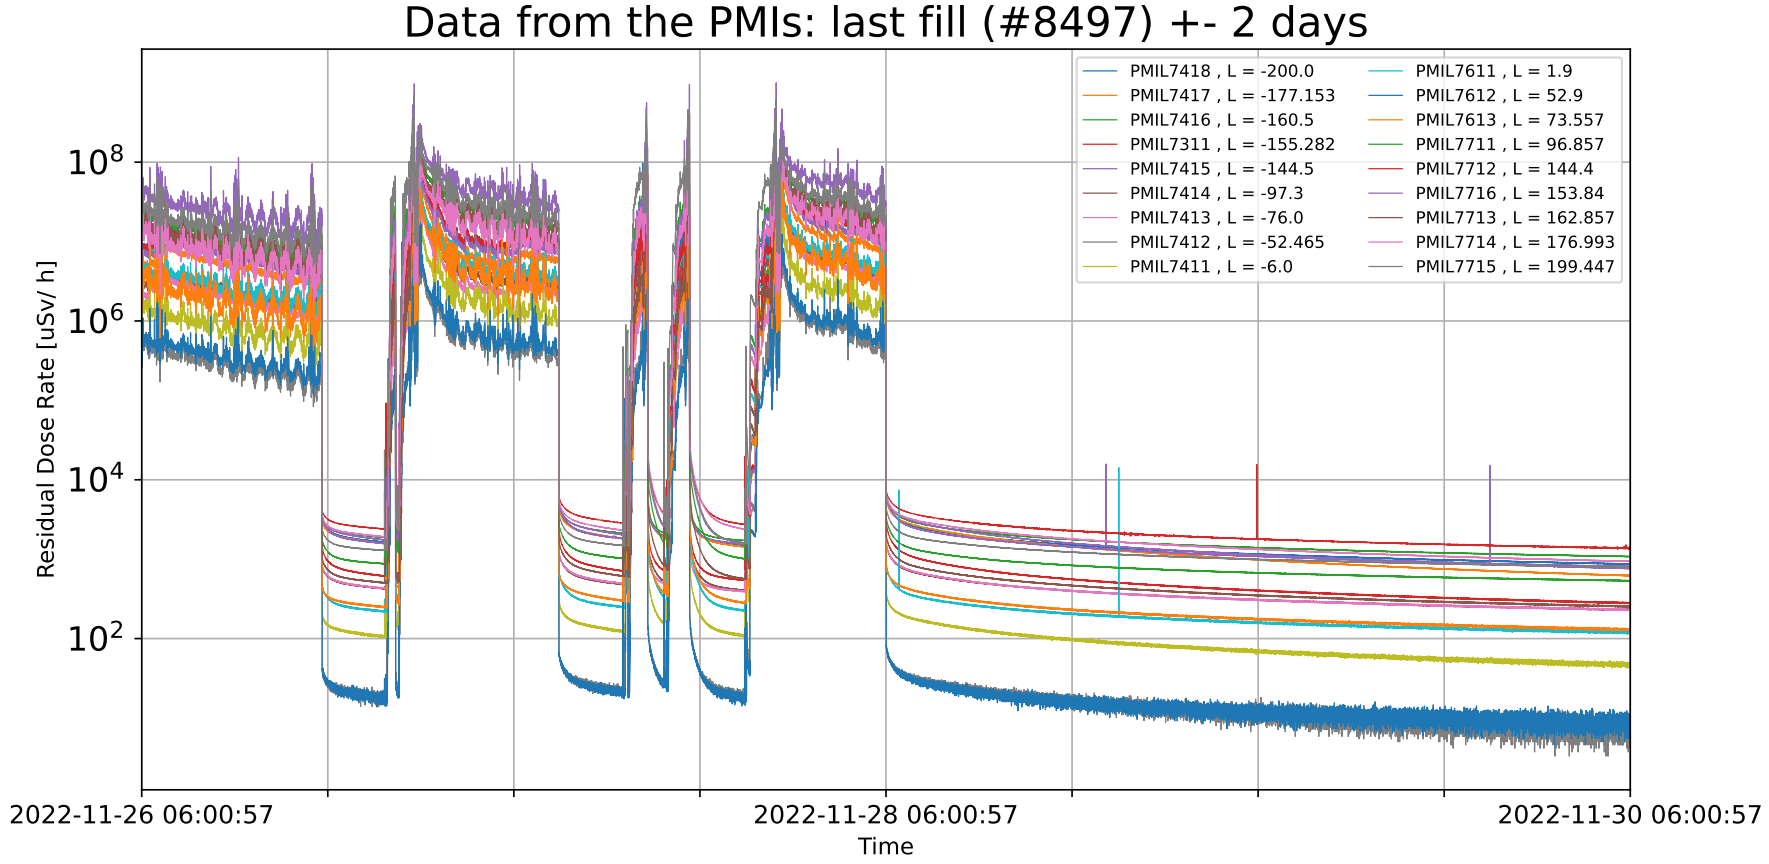 Data from the PMIs: last fill (#8497) +- 2 days
Residual Dose Rate [uSv/ h]
10^8
10^6
10^4
10^2
PMIL7418 , L = -200.0
PMIL7417 , L = -177.153
PMIL7416 , L = -160.5
PMIL7311 , L = -155.282
PMIL7415 , L = -144.5
PMIL7414 , L = -97.3
PMIL7413 , L = -76.0
PMIL7412 , L = -52.465
PMIL7411 , L = -6.0
PMIL7611 , L = 1.9
PMIL7612 , L = 52.9
PMIL7613 , L = 73.557
PMIL7711 , L = 96.857
PMIL7712 , L = 144.4
PMIL7716 , L = 153.84
PMIL7713 , L = 162.857
PMIL7714 , L = 176.993
PMIL7715 , L = 199.447
2022-11-26 06:00:57
2022-11-28 06:00:57
2022-11-30 06:00:57
Time